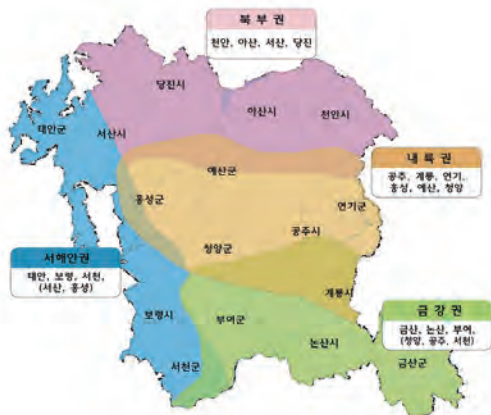 북부권
천안, 아산, 서산, 당진
당진시
아산시
천안시
태안군
서산시
예산군
내륙권
공주, 계룡, 연기,
홍성, 예산, 청양
홍성군
연기군
공주시
청양군
서해안권
태안, 보령, 서천,
(서산, 홍성)
계룡시
보령시
부여군
금강권
금산, 논산, 부여,
(청양, 공주, 서천)
논산시
서천군
금산군